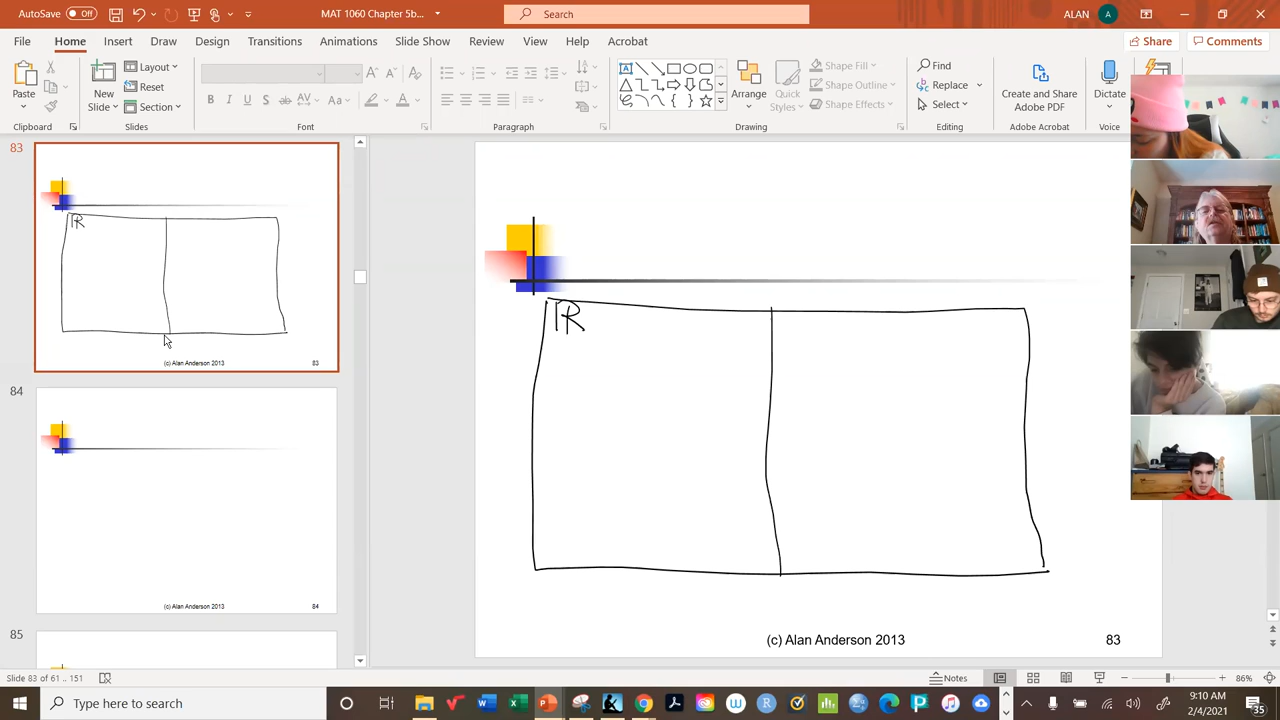 AutoSave Off MAT 1060 Chapter 5b... Search ALAN A
File Home Insert Draw Design Transitions Animations Slide Show Review View Help Acrobat Share Comments
Paste New Slide Layout Reset Section Arrange Quick Styles Shape Fill Shape Outline Shape Effects Find Replace Select Create and Share Adobe PDF Dictate
Clipboard Slides Font Paragraph Drawing Editing Adobe Acrobat Voice
83
ℝ
(c) Alan Anderson 2013 83
84
(c) Alan Anderson 2013 84
85
ℝ
(c) Alan Anderson 2013 83
Slide 83 of 61 .. 151 Notes 86%
Type here to search 9:10 AM
2/4/2021 35